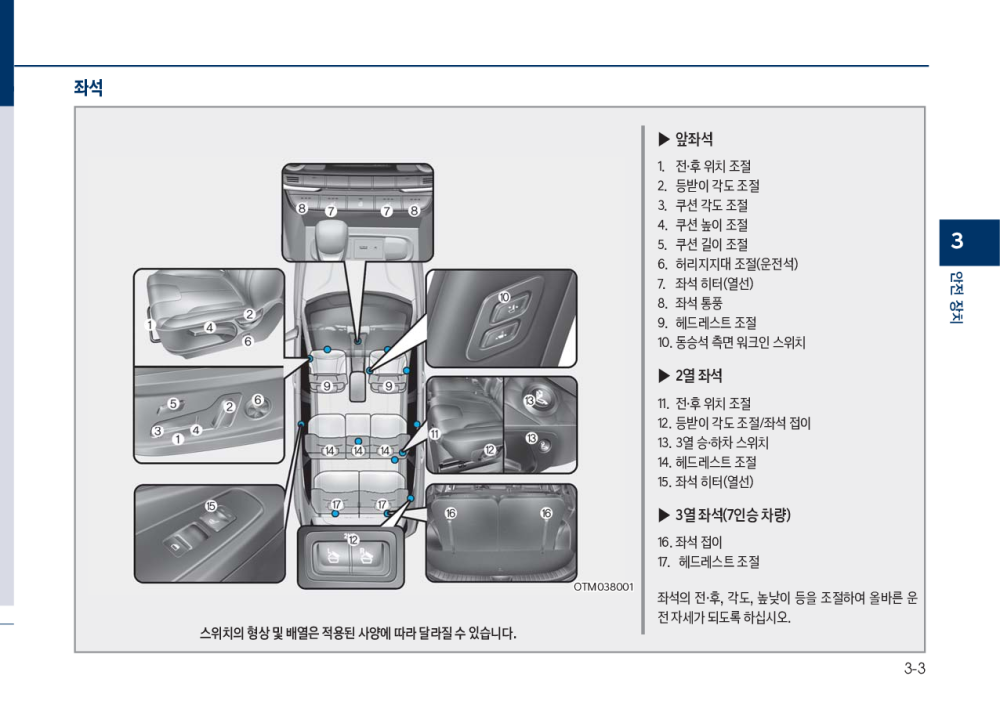 좌석
8 7 7 8
10
1 4 2 6
9 9
5 2 6
3 1 4
11 12 13 13
14 14 14
15
17 17
16 16
2 12
L R
OTM038001
스위치의 형상 및 배열은 적용된 사양에 따라 달라질 수 있습니다.
▶ 앞좌석
1. 전·후 위치 조절
2. 등받이 각도 조절
3. 쿠션 각도 조절
4. 쿠션 높이 조절
5. 쿠션 길이 조절
6. 허리지지대 조절(운전석)
7. 좌석 히터(열선)
8. 좌석 통풍
9. 헤드레스트 조절
10. 동승석 측면 워크인 스위치
▶ 2열 좌석
11. 전·후 위치 조절
12. 등받이 각도 조절/좌석 접이
13. 3열 승·하차 스위치
14. 헤드레스트 조절
15. 좌석 히터(열선)
▶ 3열 좌석(7인승 차량)
16. 좌석 접이
17. 헤드레스트 조절
좌석의 전·후, 각도, 높낮이 등을 조절하여 올바른 운
전 자세가 되도록 하십시오.
3
안전 장치
3-3